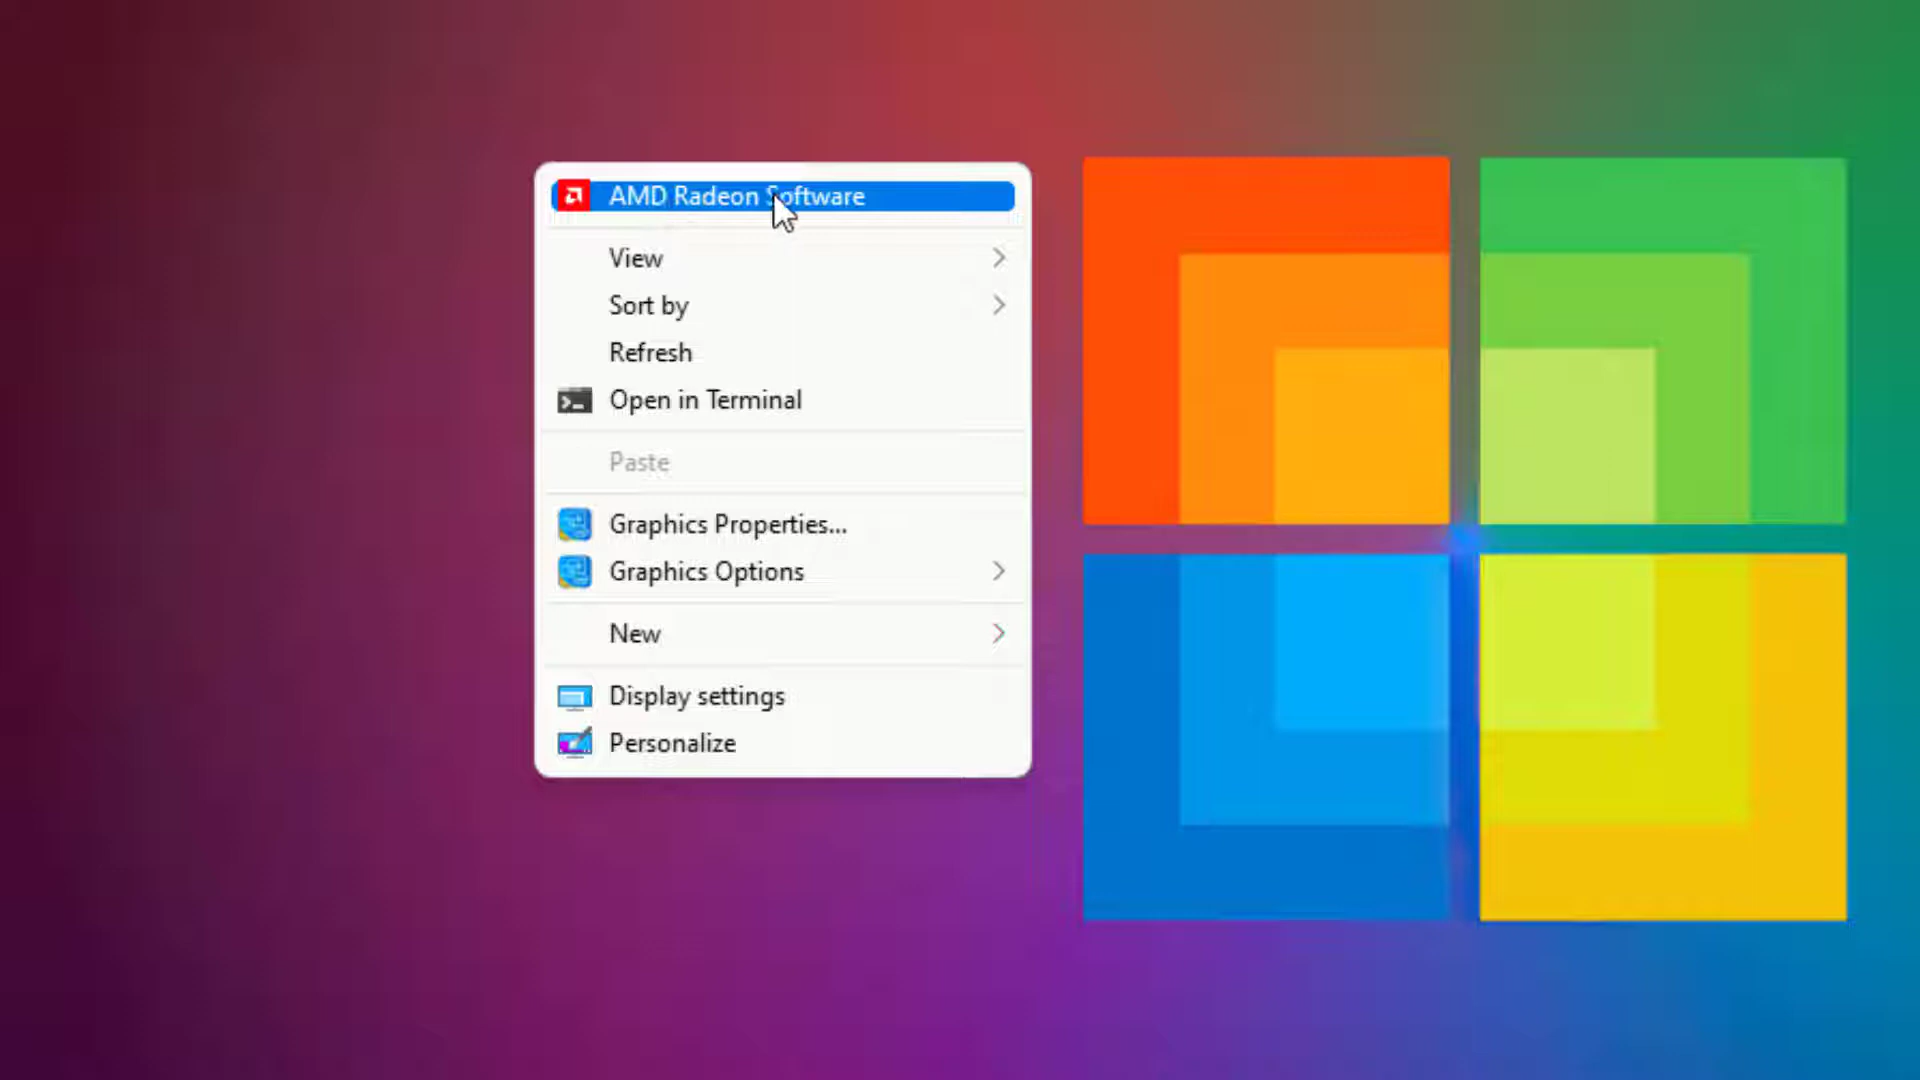 AMD Radeon Software
View
Sort by
Refresh
Open in Terminal
Paste
Graphics Properties...
Graphics Options
New
Display settings
Personalize